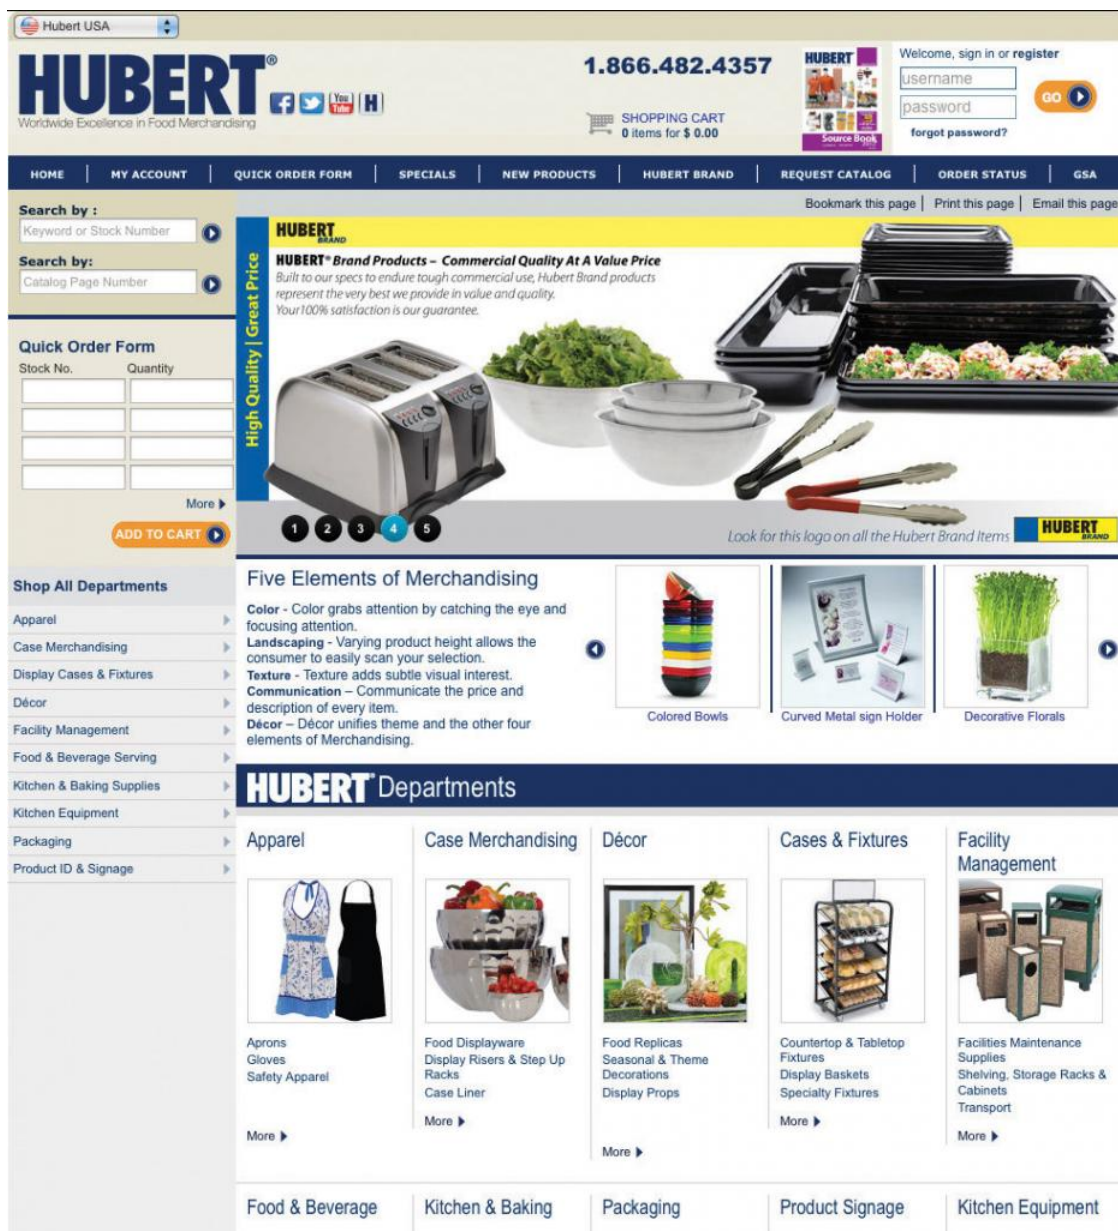 Hubert USA
HUBERT®
Worldwide Excellence in Food Merchandising
You
Tube
H
1.866.482.4357
SHOPPING CART
0 items for $ 0.00
HUBERT
Source Book
Welcome, sign in or register
username
password
GO
forgot password?
HOME
MY ACCOUNT
QUICK ORDER FORM
SPECIALS
NEW PRODUCTS
HUBERT BRAND
REQUEST CATALOG
ORDER STATUS
GSA
Bookmark this page | Print this page | Email this page
Search by :
Keyword or Stock Number
Search by:
Catalog Page Number
Quick Order Form
Stock No. Quantity
More
ADD TO CART
High Quality | Great Price
HUBERT
BRAND
HUBERT® Brand Products – Commercial Quality At A Value Price
Built to our specs to endure tough commercial use, Hubert Brand products
represent the very best we provide in value and quality.
Your 100% satisfaction is our guarantee.
1 2 3 4 5
Look for this logo on all the Hubert Brand Items
HUBERT
BRAND
Shop All Departments
Apparel
Case Merchandising
Display Cases & Fixtures
Décor
Facility Management
Food & Beverage Serving
Kitchen & Baking Supplies
Kitchen Equipment
Packaging
Product ID & Signage
Five Elements of Merchandising
Color - Color grabs attention by catching the eye and
focusing attention.
Landscaping - Varying product height allows the
consumer to easily scan your selection.
Texture - Texture adds subtle visual interest.
Communication – Communicate the price and
description of every item.
Décor – Décor unifies theme and the other four
elements of Merchandising.
Colored Bowls
Curved Metal sign Holder
Decorative Florals
HUBERT® Departments
Apparel
Aprons
Gloves
Safety Apparel
More
Case Merchandising
Food Displayware
Display Risers & Step Up
Racks
Case Liner
More
Décor
Food Replicas
Seasonal & Theme
Decorations
Display Props
More
Cases & Fixtures
Countertop & Tabletop
Fixtures
Display Baskets
Specialty Fixtures
More
Facility
Management
Facilities Maintenance
Supplies
Shelving, Storage Racks &
Cabinets
Transport
More
Food & Beverage
Kitchen & Baking
Packaging
Product Signage
Kitchen Equipment